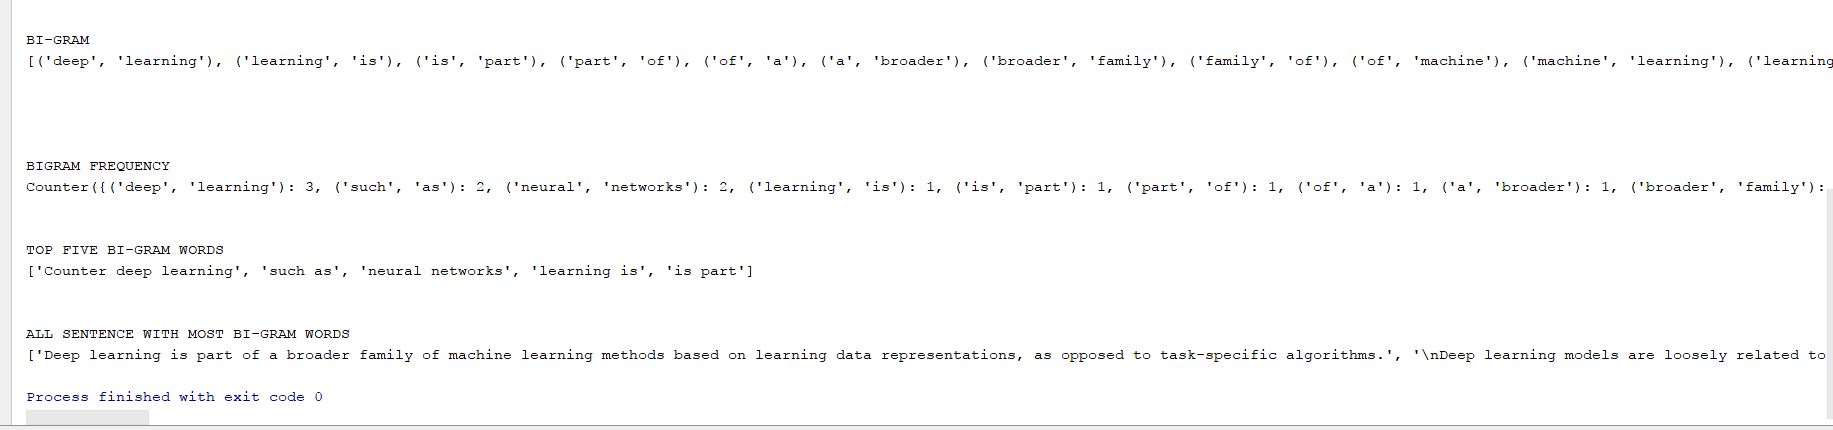 BI-GRAM
[('deep', 'learning'), ('learning', 'is'), ('is', 'part'), ('part', 'of'), ('of', 'a'), ('a', 'broader'), ('broader', 'family'), ('family', 'of'), ('of', 'machine'), ('machine', 'learning'), ('learning
BIGRAM FREQUENCY
Counter({('deep', 'learning'): 3, ('such', 'as'): 2, ('neural', 'networks'): 2, ('learning', 'is'): 1, ('is', 'part'): 1, ('part', 'of'): 1, ('of', 'a'): 1, ('a', 'broader'): 1, ('broader', 'family'):
TOP FIVE BI-GRAM WORDS
['Counter deep learning', 'such as', 'neural networks', 'learning is', 'is part']
ALL SENTENCE WITH MOST BI-GRAM WORDS
['Deep learning is part of a broader family of machine learning methods based on learning data representations, as opposed to task-specific algorithms.', '\nDeep learning models are loosely related to
Process finished with exit code 0